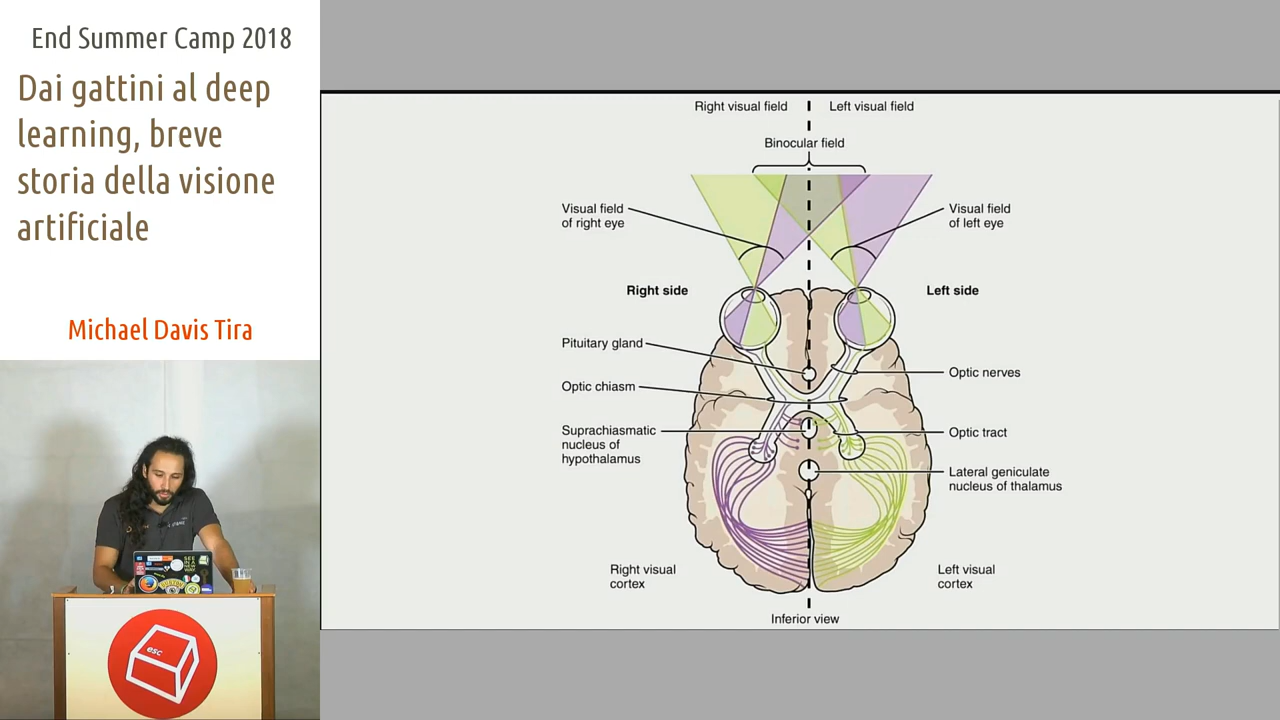 End Summer Camp 2018
Dai gattini al deep
learning, breve
storia della visione
artificiale
Michael Davis Tira
esc
Right visual field
Left visual field
Binocular field
Visual field
of right eye
Visual field
of left eye
Right side
Left side
Pituitary gland
Optic nerves
Optic chiasm
Suprachiasmatic
nucleus of
hypothalamus
Optic tract
Lateral geniculate
nucleus of thalamus
Right visual
cortex
Left visual
cortex
Inferior view